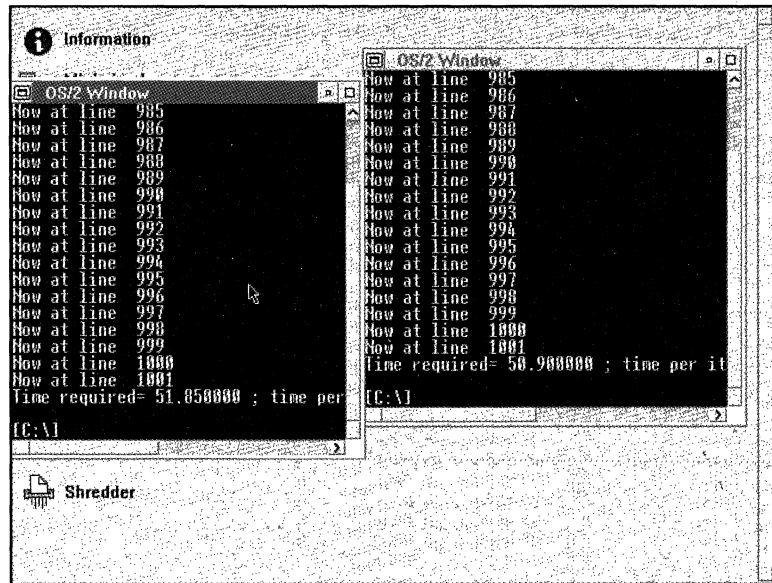 Information
OS/2 Window
Now at line 985
Now at line 986
Now at line 987
Now at line 988
Now at line 989
Now at line 990
Now at line 991
Now at line 992
Now at line 993
Now at line 994
Now at line 995
Now at line 996
Now at line 997
Now at line 998
Now at line 999
Now at line 1000
Now at line 1001
Time required= 51.850000 ; time per
[C:\]
OS/2 Window
Now at line 985
Now at line 986
Now at line 987
Now at line 988
Now at line 989
Now at line 990
Now at line 991
Now at line 992
Now at line 993
Now at line 994
Now at line 995
Now at line 996
Now at line 997
Now at line 998
Now at line 999
Now at line 1000
Now at line 1001
Time required= 50.900000 ; time per it
[C:\]
Shredder